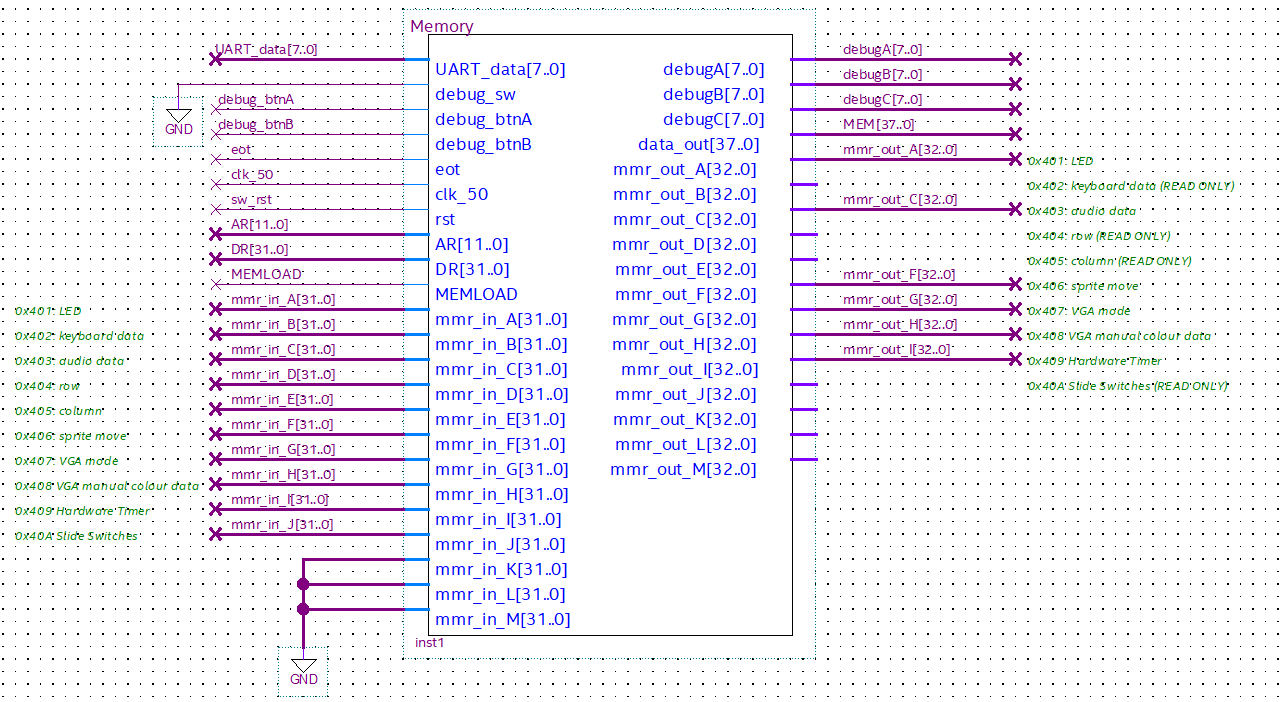 Memory
UART_data[7..0]
debug_btnA
debug_btnB
eot
clk_50
sw_rst
AR[11..0]
DR[31..0]
MEMLOAD
mmr_in_A[31..0]
mmr_in_B[31..0]
mmr_in_C[31..0]
mmr_in_D[31..0]
mmr_in_E[31..0]
mmr_in_F[31..0]
mmr_in_G[31..0]
mmr_in_H[31..0]
mmr_in_I[31..0]
mmr_in_J[31..0]
GND
0x401: LED
0x402: keyboard data
0x403: audio data
0x404: row
0x405: column
0x406: sprite move
0x407: VGA mode
0x408 VGA manual colour data
0x409 Hardware Timer
0x40A Slide Switches
GND
UART_data[7..0]
debug_sw
debug_btnA
debug_btnB
eot
clk_50
rst
AR[11..0]
DR[31..0]
MEMLOAD
mmr_in_A[31..0]
mmr_in_B[31..0]
mmr_in_C[31..0]
mmr_in_D[31..0]
mmr_in_E[31..0]
mmr_in_F[31..0]
mmr_in_G[31..0]
mmr_in_H[31..0]
mmr_in_I[31..0]
mmr_in_J[31..0]
mmr_in_K[31..0]
mmr_in_L[31..0]
mmr_in_M[31..0]
debugA[7..0]
debugB[7..0]
debugC[7..0]
data_out[37..0]
mmr_out_A[32..0]
mmr_out_B[32..0]
mmr_out_C[32..0]
mmr_out_D[32..0]
mmr_out_E[32..0]
mmr_out_F[32..0]
mmr_out_G[32..0]
mmr_out_H[32..0]
mmr_out_I[32..0]
mmr_out_J[32..0]
mmr_out_K[32..0]
mmr_out_L[32..0]
mmr_out_M[32..0]
inst1
debugA[7..0]
debugB[7..0]
debugC[7..0]
MEM[37..0]
mmr_out_A[32..0]
mmr_out_C[32..0]
mmr_out_F[32..0]
mmr_out_G[32..0]
mmr_out_H[32..0]
mmr_out_I[32..0]
0x401: LED
0x402: keyboard data (READ ONLY)
0x403: audio data
0x404: row (READ ONLY)
0x405: column (READ ONLY)
0x406: sprite move
0x407: VGA mode
0x408 VGA manual colour data
0x409 Hardware Timer
0x40A Slide Switches (READ ONLY)